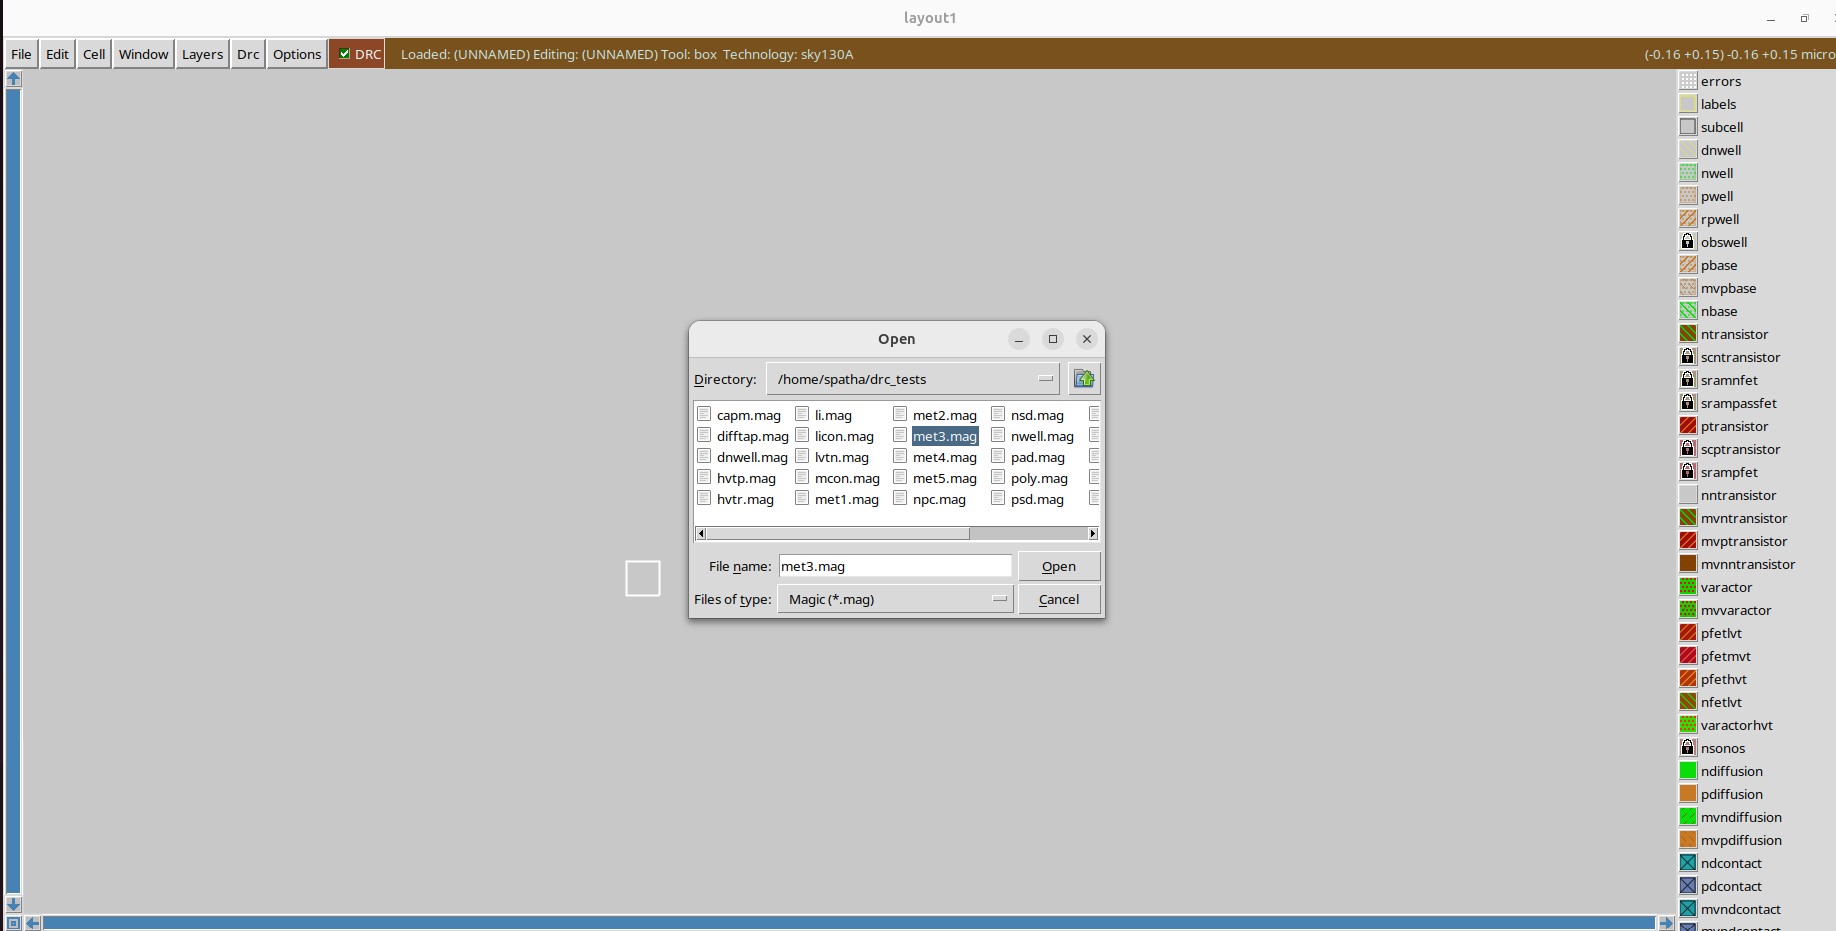 layout1
File Edit Cell Window Layers Drc Options DRC Loaded: (UNNAMED) Editing: (UNNAMED) Tool: box Technology: sky130A (-0.16 +0.15) -0.16 +0.15 micro
Open
Directory: /home/spatha/drc_tests
capm.mag li.mag met2.mag nsd.mag
difftap.mag licon.mag met3.mag nwell.mag
dnwell.mag lvtn.mag met4.mag pad.mag
hvtp.mag mcon.mag met5.mag poly.mag
hvtr.mag met1.mag npc.mag psd.mag
File name: met3.mag Open
Files of type: Magic (*.mag) Cancel
errors
labels
subcell
dnwell
nwell
pwell
rpwell
obswell
pbase
mvpbase
nbase
ntransistor
scntransistor
sramnfet
srampassfet
ptransistor
scptransistor
srampfet
nntransistor
mvntransistor
mvptransistor
mvnntransistor
varactor
mvvaractor
pfetlvt
pfetmvt
pfethvt
nfetlvt
varactorhvt
nsonos
ndiffusion
pdiffusion
mvndiffusion
mvpdiffusion
ndcontact
pdcontact
mvndcontact